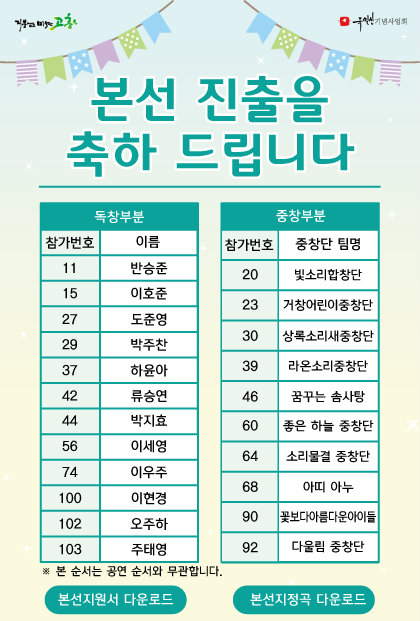 지붕없는 미술관 고흥
목일신기념사업회
본선 진출을
축하 드립니다
독창부분
참가번호 이름
11 반승준
15 이호준
27 도준영
29 박주찬
37 하윤아
42 류승연
44 박지효
56 이세영
74 이우주
100 이현경
102 오주하
103 주태영
중창부분
참가번호 중창단 팀명
20 빛소리합창단
23 거창어린이중창단
30 상록소리새중창단
39 라온소리중창단
46 꿈꾸는 솜사탕
60 좋은 하늘 중창단
64 소리물결 중창단
68 아띠 아누
90 꽃보다아름다운아이들
92 다울림 중창단
※ 본 순서는 공연 순서와 무관합니다.
본선지원서 다운로드
본선지정곡 다운로드